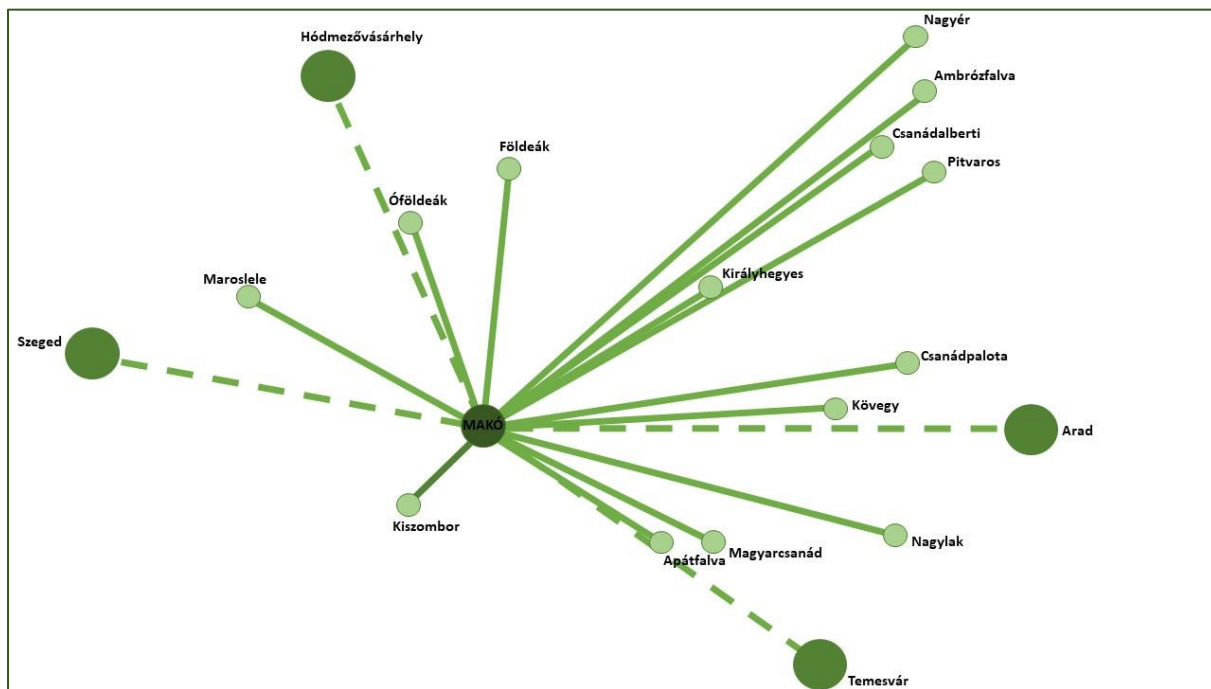 Nagyér
Hódmezővásárhely
Ambrózfalva
Csanádalberti
Földeák
Pitvaros
Óföldeák
Királyhegyes
Maroslele
Szeged
Csanádpalota
Kövegy
MAKÓ
Arad
Kiszombor
Nagylak
Magyarcsanád
Apátfalva
Temesvár